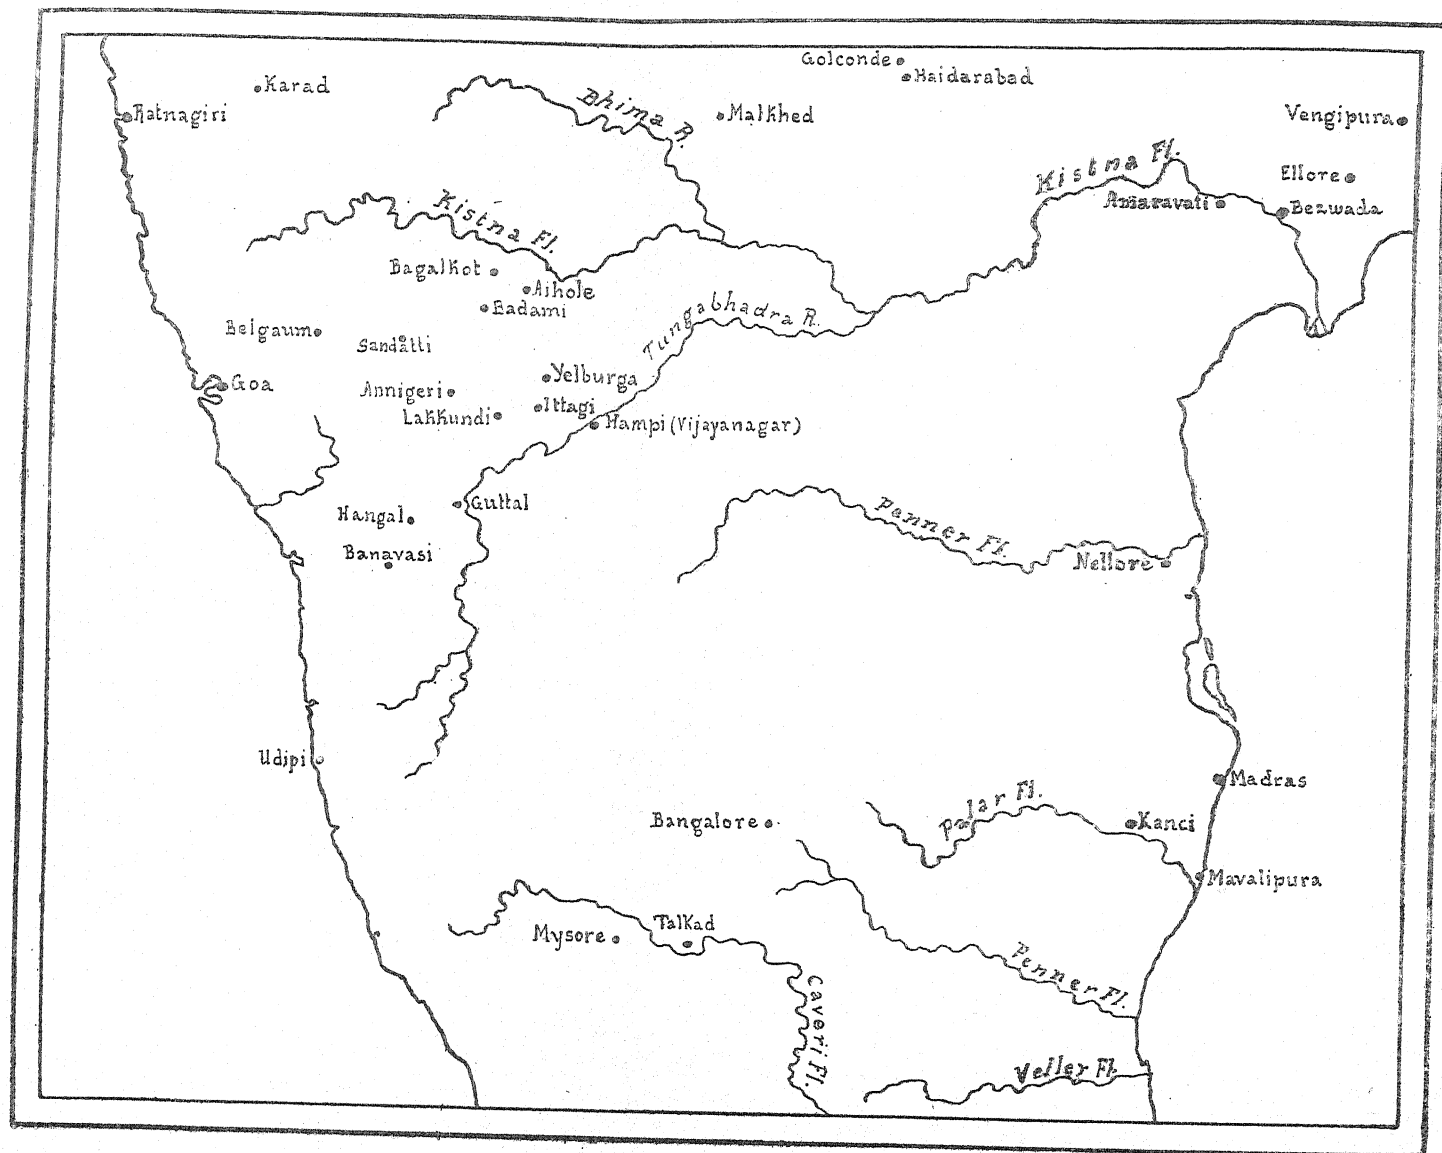 Golconde
Haidarabad
Karad
Ratnagiri
Bhima R.
Malkhed
Vengipura
Kistna Fl.
Ellore
Amaravati
Bezwada
Kistna Fl.
Bagalkot
Aihole
Badami
Belgaum
Sandatti
Tungabhadra R.
Goa
Annigeri
Yelburga
Lakkundi
Ittagi
Hampi (Vijayanagar)
Guttal
Hangal
Banavasi
Penner Fl.
Nellore
Udipi
Madras
Bangalore
Palar Fl.
Kanci
Mavalipura
Mysore
Talkad
Caveri Fl.
Penner Fl.
Veller Fl.